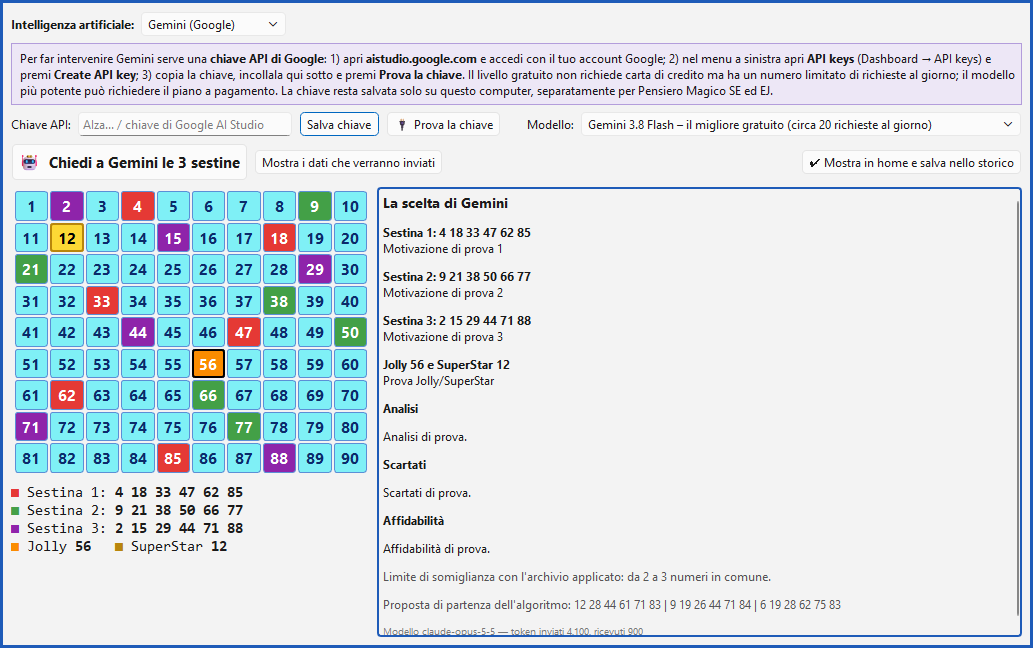 Intelligenza artificiale: Gemini (Google)
Per far intervenire Gemini serve una chiave API di Google: 1) apri aistudio.google.com e accedi con il tuo account Google; 2) nel menu a sinistra apri API keys (Dashboard → API keys) e
premi Create API key; 3) copia la chiave, incollala qui sotto e premi Prova la chiave. Il livello gratuito non richiede carta di credito ma ha un numero limitato di richieste al giorno; il modello
più potente può richiedere il piano a pagamento. La chiave resta salvata solo su questo computer, separatamente per Pensiero Magico SE ed EJ.
Chiave API: Alza... / chiave di Google AI Studio Salva chiave Prova la chiave Modello: Gemini 3.8 Flash – il migliore gratuito (circa 20 richieste al giorno)
Chiedi a Gemini le 3 sestine Mostra i dati che verranno inviati ✔ Mostra in home e salva nello storico
1 2 3 4 5 6 7 8 9 10
11 12 13 14 15 16 17 18 19 20
21 22 23 24 25 26 27 28 29 30
31 32 33 34 35 36 37 38 39 40
41 42 43 44 45 46 47 48 49 50
51 52 53 54 55 56 57 58 59 60
61 62 63 64 65 66 67 68 69 70
71 72 73 74 75 76 77 78 79 80
81 82 83 84 85 86 87 88 89 90
Sestina 1: 4 18 33 47 62 85
Sestina 2: 9 21 38 50 66 77
Sestina 3: 2 15 29 44 71 88
Jolly 56 SuperStar 12
La scelta di Gemini
Sestina 1: 4 18 33 47 62 85
Motivazione di prova 1
Sestina 2: 9 21 38 50 66 77
Motivazione di prova 2
Sestina 3: 2 15 29 44 71 88
Motivazione di prova 3
Jolly 56 e SuperStar 12
Prova Jolly/SuperStar
Analisi
Analisi di prova.
Scartati
Scartati di prova.
Affidabilità
Affidabilità di prova.
Limite di somiglianza con l'archivio applicato: da 2 a 3 numeri in comune.
Proposta di partenza dell'algoritmo: 12 28 44 61 71 83 | 9 19 26 44 71 84 | 6 19 28 62 75 83
Modello claude-opus-5-5 — token inviati 4.100, ricevuti 900